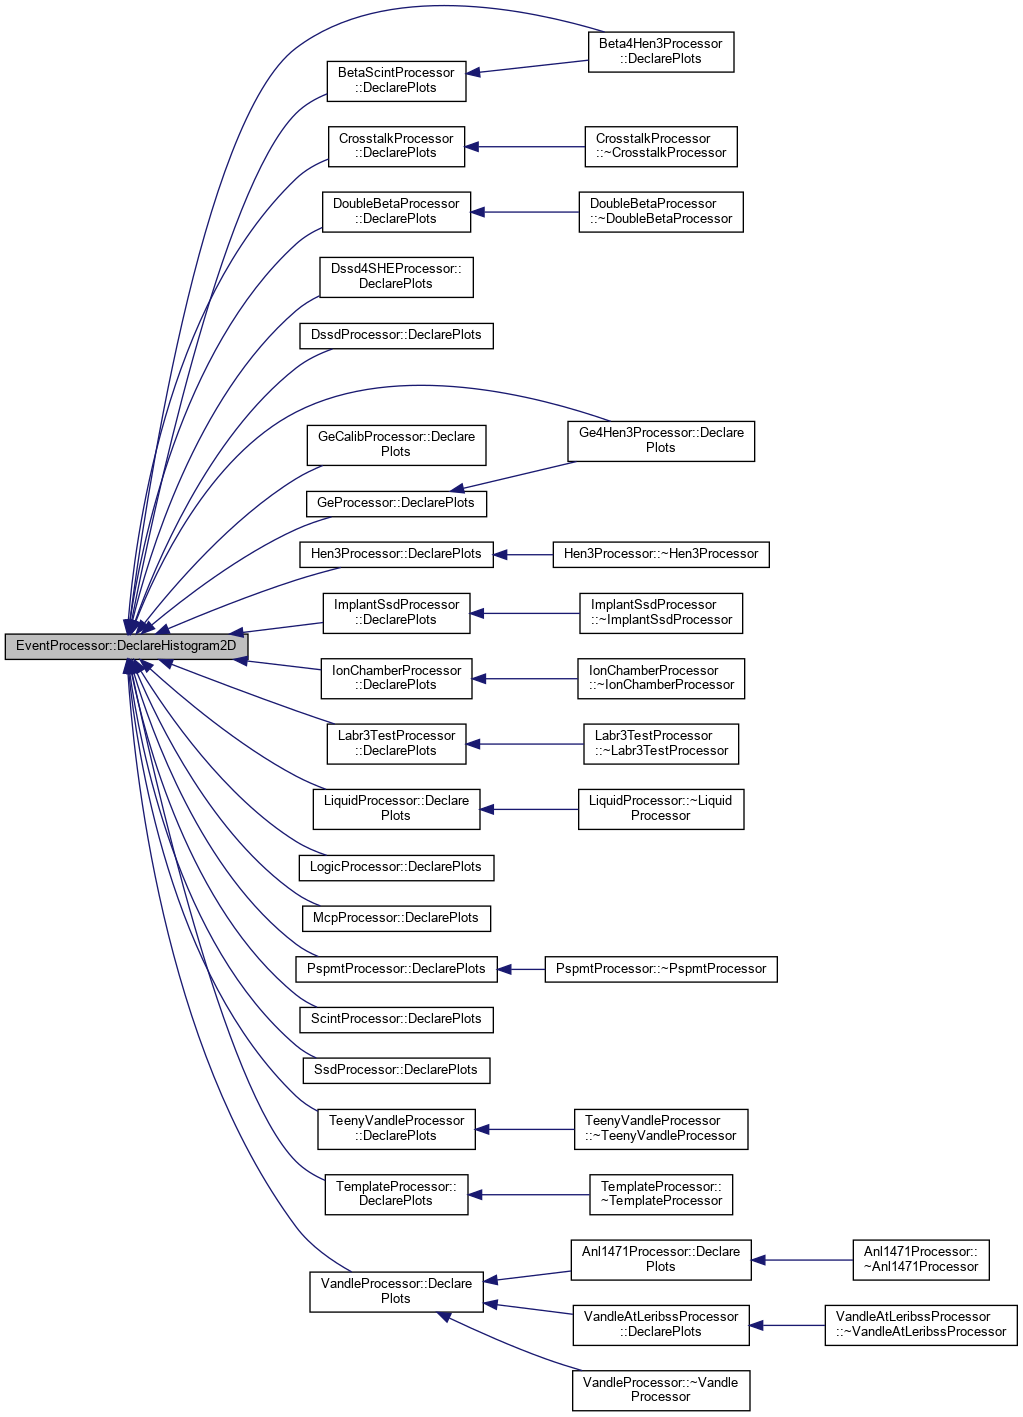 Beta4Hen3Processor
::DeclarePlots
BetaScintProcessor
::DeclarePlots
CrosstalkProcessor
::DeclarePlots
CrosstalkProcessor
::~CrosstalkProcessor
DoubleBetaProcessor
::DeclarePlots
DoubleBetaProcessor
::~DoubleBetaProcessor
Dssd4SHEProcessor::
DeclarePlots
DssdProcessor::DeclarePlots
GeCalibProcessor::Declare
Plots
Ge4Hen3Processor::Declare
Plots
GeProcessor::DeclarePlots
Hen3Processor::DeclarePlots
Hen3Processor::~Hen3Processor
ImplantSsdProcessor
::DeclarePlots
ImplantSsdProcessor
::~ImplantSsdProcessor
EventProcessor::DeclareHistogram2D
IonChamberProcessor
::DeclarePlots
IonChamberProcessor
::~IonChamberProcessor
Labr3TestProcessor
::DeclarePlots
Labr3TestProcessor
::~Labr3TestProcessor
LiquidProcessor::Declare
Plots
LiquidProcessor::~Liquid
Processor
LogicProcessor::DeclarePlots
McpProcessor::DeclarePlots
PspmtProcessor::DeclarePlots
PspmtProcessor::~PspmtProcessor
ScintProcessor::DeclarePlots
SsdProcessor::DeclarePlots
TeenyVandleProcessor
::DeclarePlots
TeenyVandleProcessor
::~TeenyVandleProcessor
TemplateProcessor::
DeclarePlots
TemplateProcessor::
~TemplateProcessor
VandleProcessor::Declare
Plots
Anl1471Processor::Declare
Plots
Anl1471Processor::
~Anl1471Processor
VandleAtLeribssProcessor
::DeclarePlots
VandleAtLeribssProcessor
::~VandleAtLeribssProcessor
VandleProcessor::~Vandle
Processor